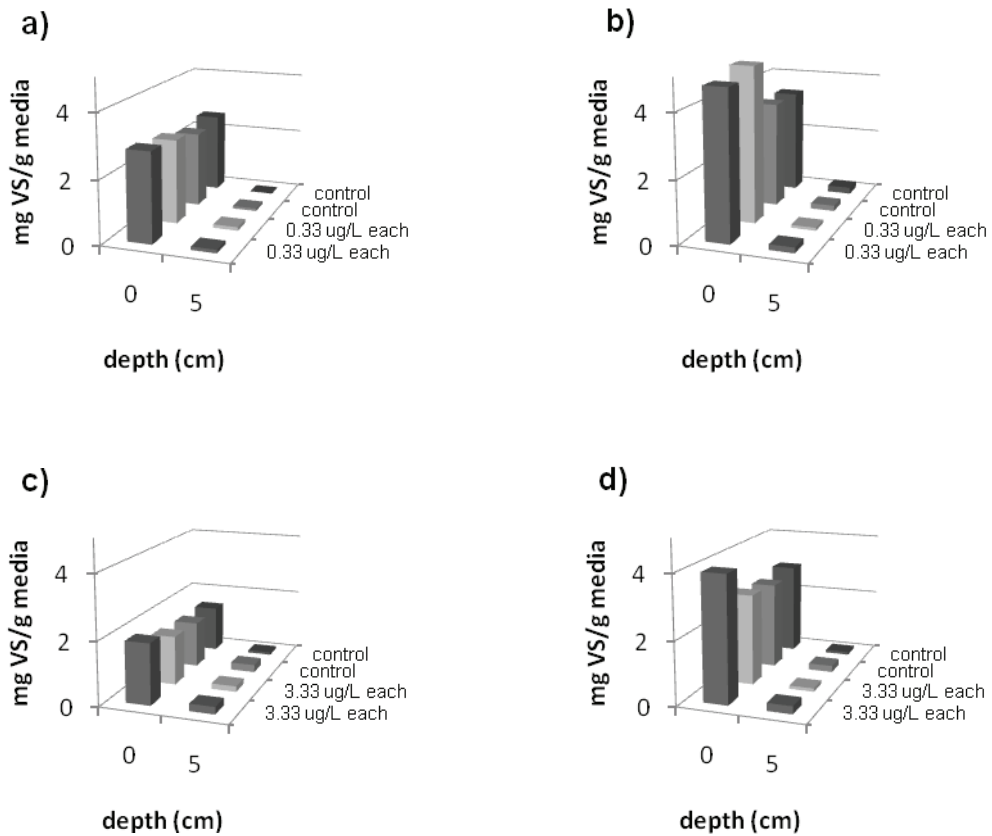 a)
mg VS/g media
4
2
0
control
control
0.33 ug/L each
0.33 ug/L each
0
5
depth (cm)
b)
mg VS/g media
4
2
0
control
control
0.33 ug/L each
0.33 ug/L each
0
5
depth (cm)
c)
mg VS/g media
4
2
0
control
control
3.33 ug/L each
3.33 ug/L each
0
5
depth (cm)
d)
mg VS/g media
4
2
0
control
control
3.33 ug/L each
3.33 ug/L each
0
5
depth (cm)